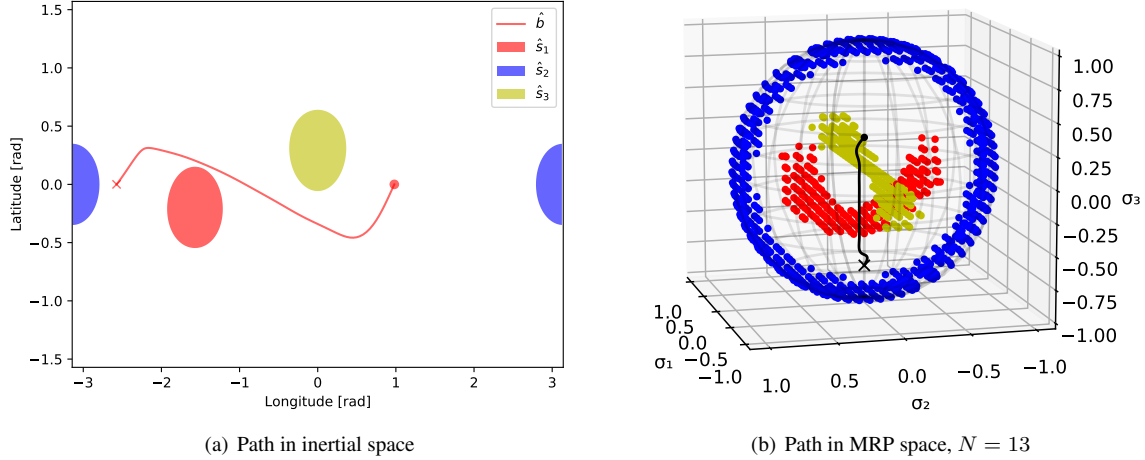 1.5
1.0
0.5
0.0
−0.5
−1.0
−1.5
Latitude [rad]
−3 −2 −1 0 1 2 3
Longitude [rad]
b̂
ŝ₁
ŝ₂
ŝ₃
(a) Path in inertial space
1.00
0.75
0.50
0.25
0.00
−0.25
−0.50
−0.75
−1.00
σ₃
1.0
0.5
0.0
−0.5
−1.0
σ₁
1.0 0.5 0.0 −0.5 −1.0
σ₂
(b) Path in MRP space, N = 13